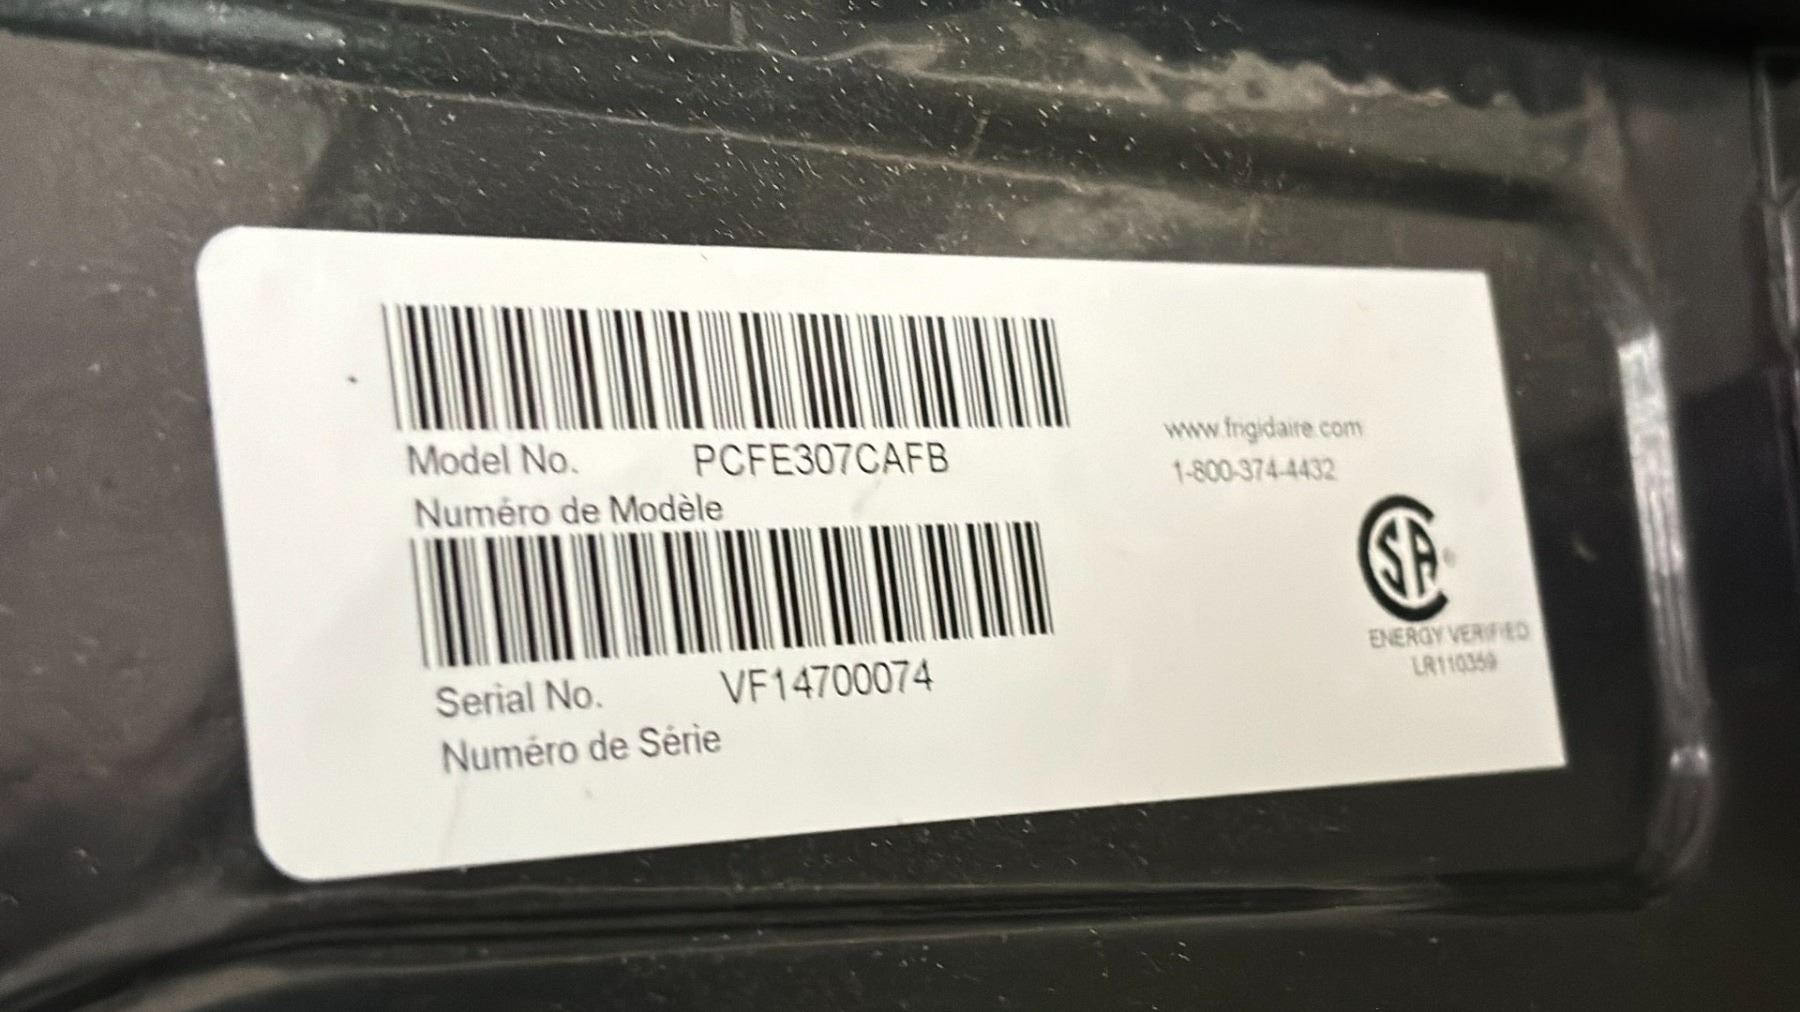 Model No. PCFE307CAFB
Numéro de Modèle
Serial No. VF14700074
Numéro de Série
www.frigidaire.com
1-800-374-4432
CSA®
ENERGY VERIFIED
LR110359